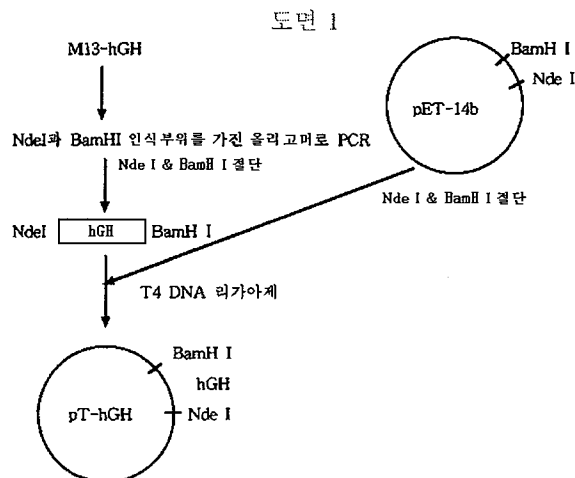 도면 1
M13-hGH
BamH I
Nde I
pET-14b
NdeI과 BamHI 인식부위를 가진 올리고머로 PCR
Nde I & BamH I 절단
Nde I & BamH I 절단
NdeI
hGH
BamH I
T4 DNA 리가아제
BamH I
hGH
pT-hGH
Nde I